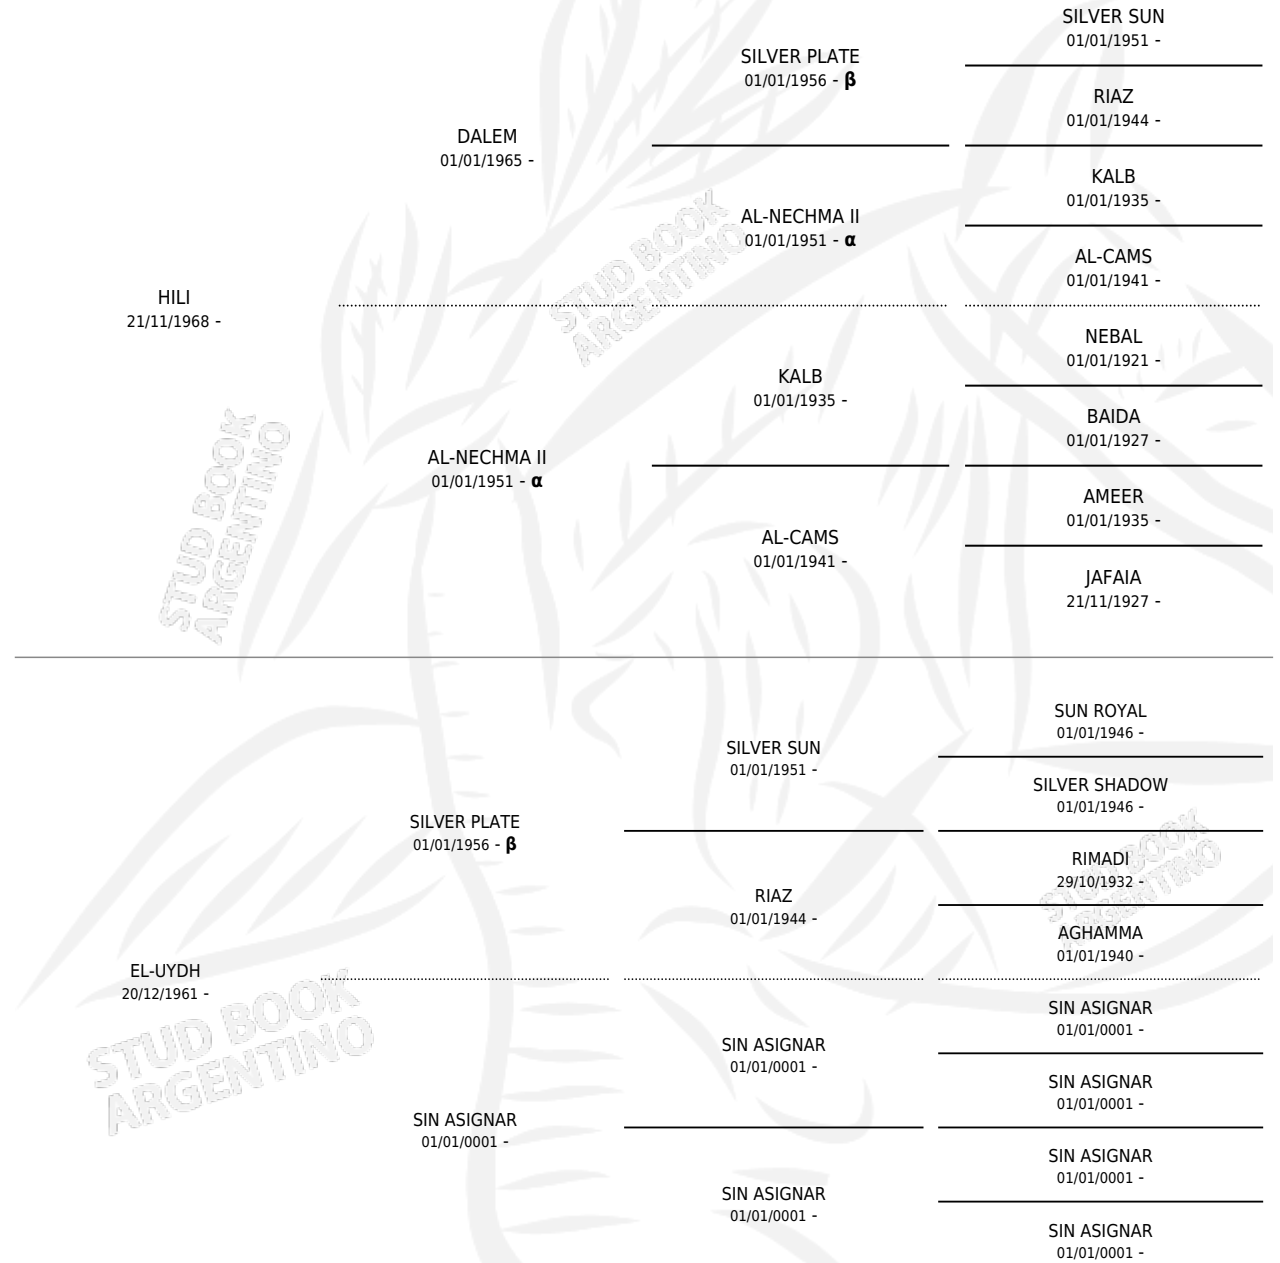 SILVER SUN
01/01/1951 -
SILVER PLATE
01/01/1956 - β
RIAZ
01/01/1944 -
DALEM
01/01/1965 -
KALB
01/01/1935 -
AL-NECHMA II
01/01/1951 - α
AL-CAMS
01/01/1941 -
HILI
21/11/1968 -
NEBAL
01/01/1921 -
KALB
01/01/1935 -
BAIDA
01/01/1927 -
AL-NECHMA II
01/01/1951 - α
AMEER
01/01/1935 -
AL-CAMS
01/01/1941 -
JAFAIA
21/11/1927 -
SUN ROYAL
01/01/1946 -
SILVER SUN
01/01/1951 -
SILVER SHADOW
01/01/1946 -
SILVER PLATE
01/01/1956 - β
RIMADI
29/10/1932 -
RIAZ
01/01/1944 -
AGHAMMA
01/01/1940 -
EL-UYDH
20/12/1961 -
SIN ASIGNAR
01/01/0001 -
SIN ASIGNAR
01/01/0001 -
SIN ASIGNAR
01/01/0001 -
SIN ASIGNAR
01/01/0001 -
SIN ASIGNAR
01/01/0001 -
SIN ASIGNAR
01/01/0001 -
SIN ASIGNAR
01/01/0001 -
STUD BOOK
ARGENTINO
STUD BOOK
ARGENTINO
STUD BOOK
ARGENTINO
STUD BOOK
ARGENTINO